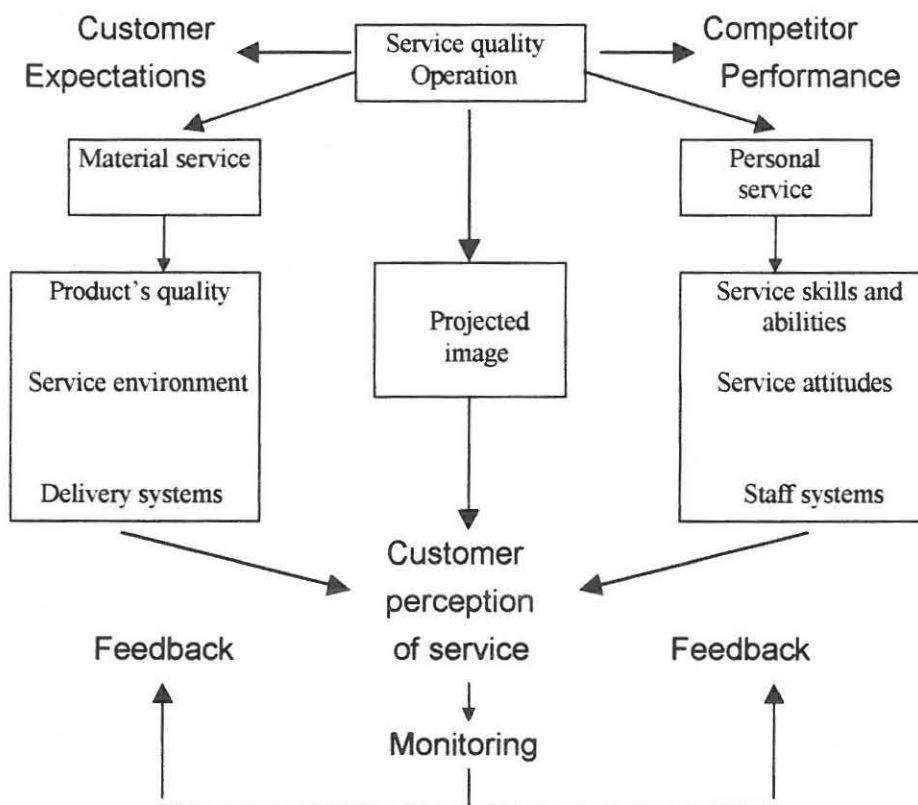 Customer
Expectations
Service quality
Operation
Competitor
Performance
Material service
Personal
service
Product's quality
Service environment
Delivery systems
Projected
image
Service skills and
abilities
Service attitudes
Staff systems
Customer
perception
of service
Feedback
Feedback
Monitoring